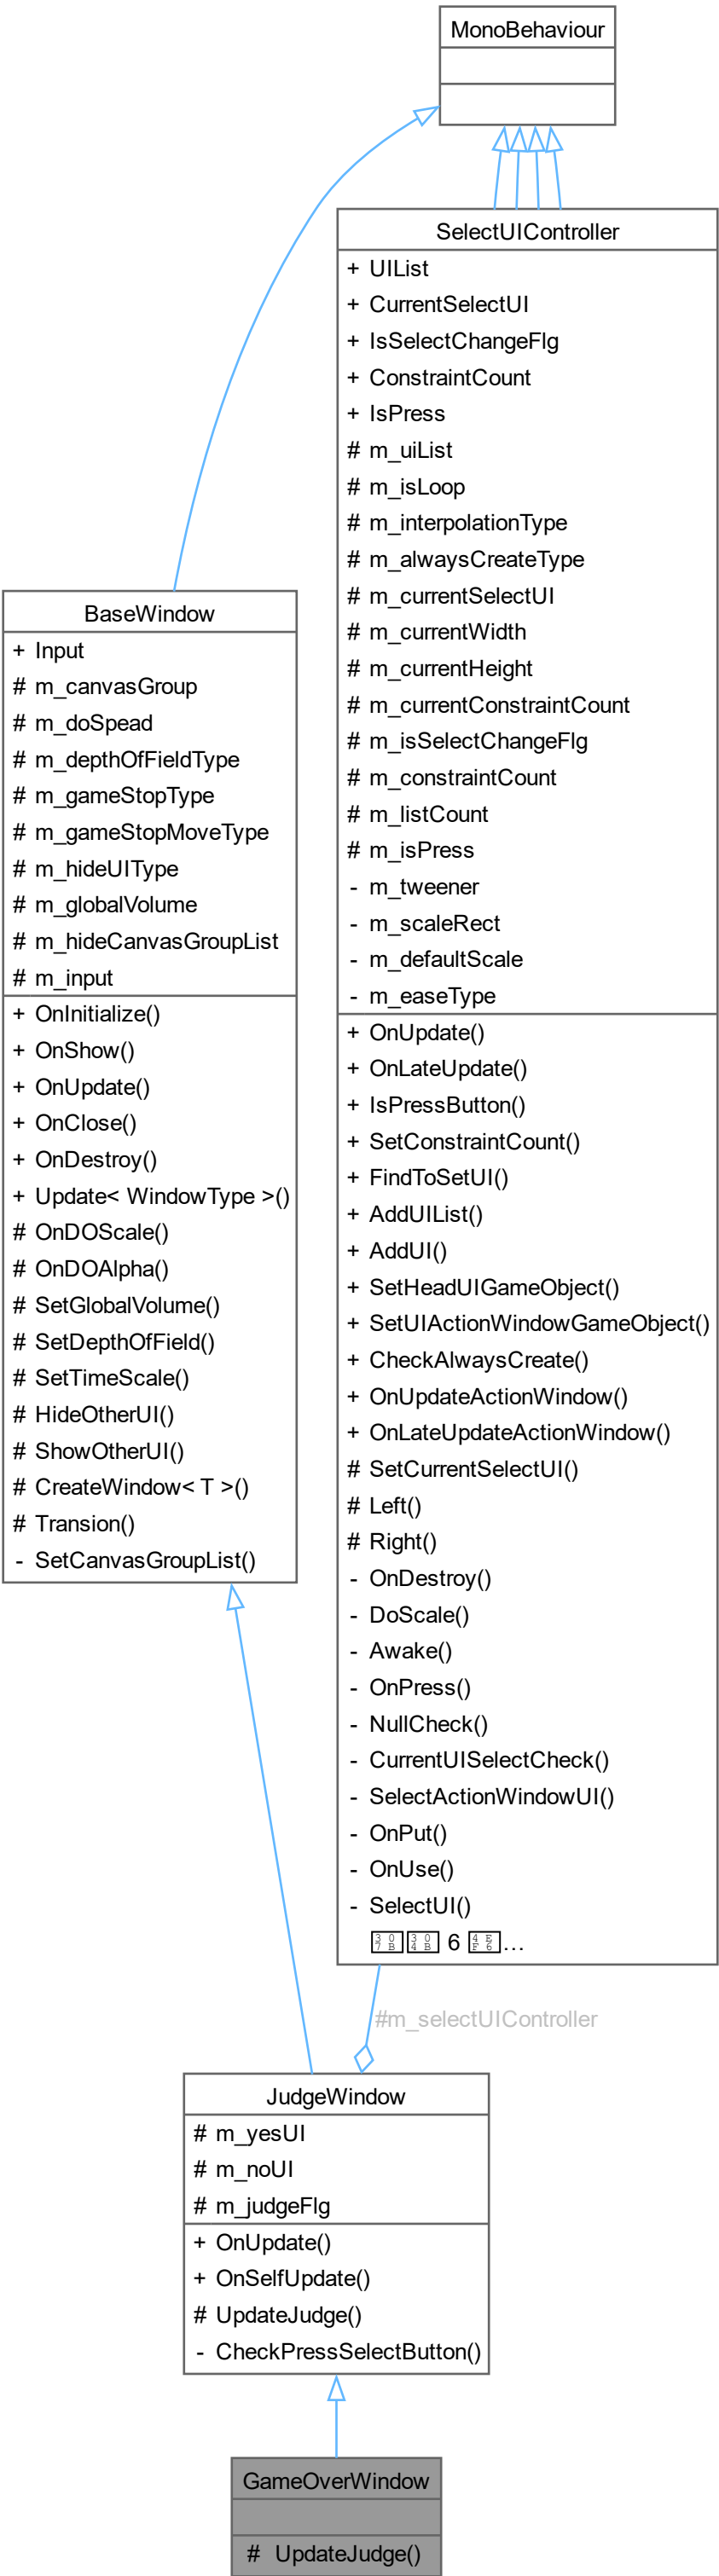 MonoBehaviour
SelectUIController
+ UIList
+ CurrentSelectUI
+ IsSelectChangeFlg
+ ConstraintCount
+ IsPress
# m_uiList
# m_isLoop
# m_interpolationType
# m_alwaysCreateType
# m_currentSelectUI
# m_currentWidth
# m_currentHeight
# m_currentConstraintCount
# m_isSelectChangeFlg
# m_constraintCount
# m_listCount
# m_isPress
- m_tweener
- m_scaleRect
- m_defaultScale
- m_easeType
+ OnUpdate()
+ OnLateUpdate()
+ IsPressButton()
+ SetConstraintCount()
+ FindToSetUI()
+ AddUIList()
+ AddUI()
+ SetHeadUIGameObject()
+ SetUIActionWindowGameObject()
+ CheckAlwaysCreate()
+ OnUpdateActionWindow()
+ OnLateUpdateActionWindow()
# SetCurrentSelectUI()
# Left()
# Right()
- OnDestroy()
- DoScale()
- Awake()
- OnPress()
- NullCheck()
- CurrentUISelectCheck()
- SelectActionWindowUI()
- OnPut()
- OnUse()
- SelectUI()
6 ...
BaseWindow
+ Input
# m_canvasGroup
# m_doSpead
# m_depthOfFieldType
# m_gameStopType
# m_gameStopMoveType
# m_hideUIType
# m_globalVolume
# m_hideCanvasGroupList
# m_input
+ OnInitialize()
+ OnShow()
+ OnUpdate()
+ OnClose()
+ OnDestroy()
+ Update< WindowType >()
# OnDOScale()
# OnDOAlpha()
# SetGlobalVolume()
# SetDepthOfField()
# SetTimeScale()
# HideOtherUI()
# ShowOtherUI()
# CreateWindow< T >()
# Transion()
- SetCanvasGroupList()
#m_selectUIController
JudgeWindow
# m_yesUI
# m_noUI
# m_judgeFlg
+ OnUpdate()
+ OnSelfUpdate()
# UpdateJudge()
- CheckPressSelectButton()
GameOverWindow
# UpdateJudge()